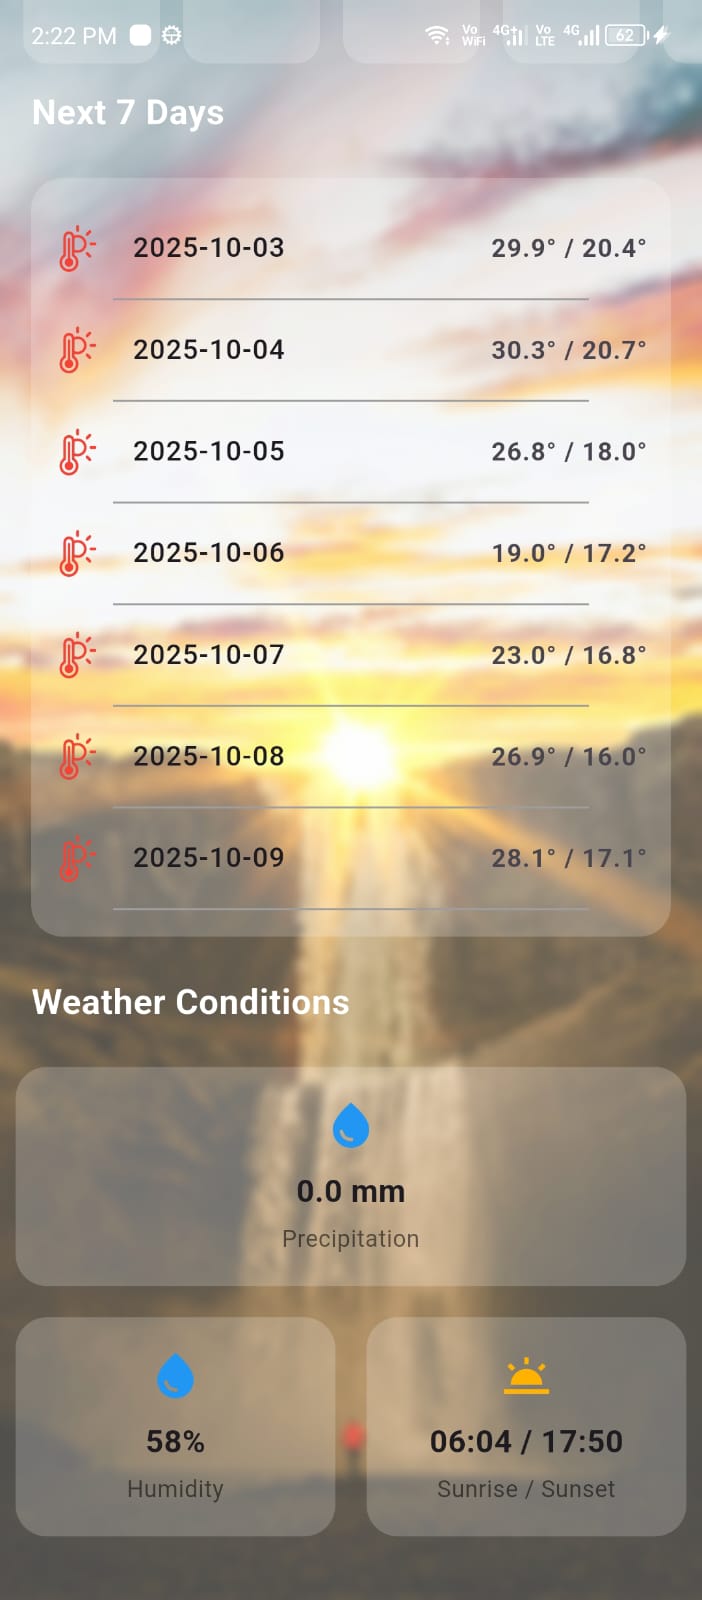 2:22 PM Vo WiFi 4G+ Vo LTE 4G 62
Next 7 Days
2025-10-03 29.9° / 20.4°
2025-10-04 30.3° / 20.7°
2025-10-05 26.8° / 18.0°
2025-10-06 19.0° / 17.2°
2025-10-07 23.0° / 16.8°
2025-10-08 26.9° / 16.0°
2025-10-09 28.1° / 17.1°
Weather Conditions
0.0 mm
Precipitation
58%
Humidity
06:04 / 17:50
Sunrise / Sunset